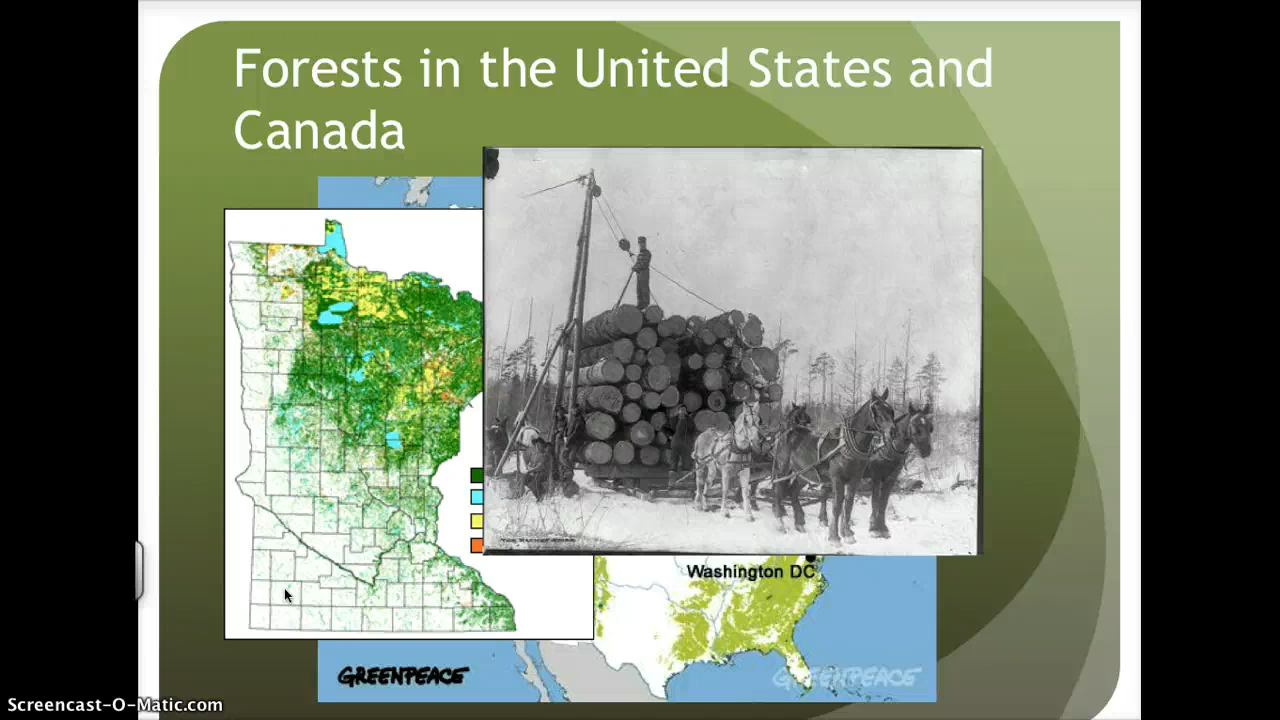 Forests in the United States and
Canada
Washington DC
GREENPEACE
GREENPEACE
Screencast-O-Matic.com